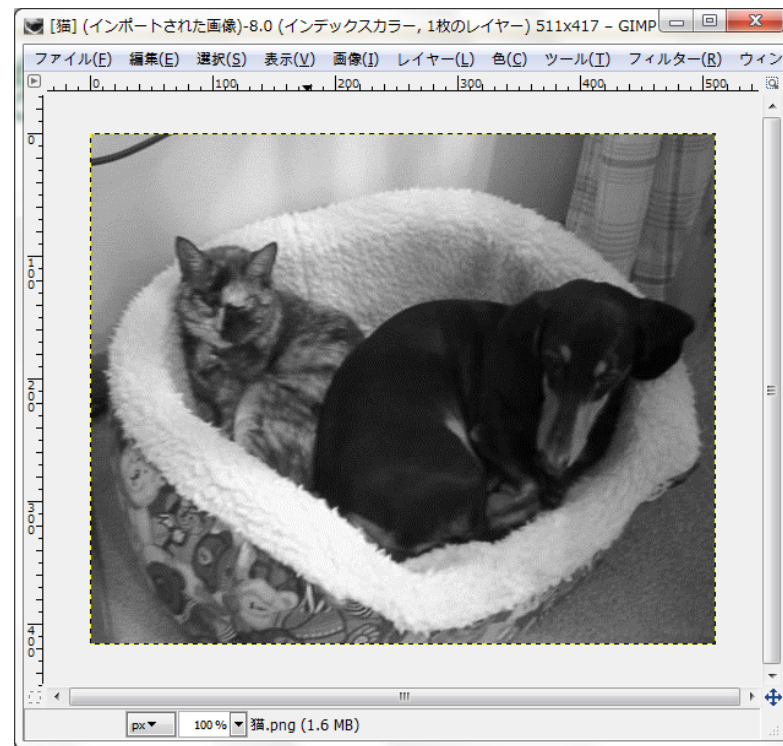 [猫] (インポートされた画像)-8.0 (インデックスカラー, 1枚のレイヤー) 511x417 – GIMP
ファイル(F) 編集(E) 選択(S) 表示(V) 画像(I) レイヤー(L) 色(C) ツール(T) フィルター(R) ウィン
0 100 200 300 400 500
0
100
200
300
400
px 100 % 猫.png (1.6 MB)